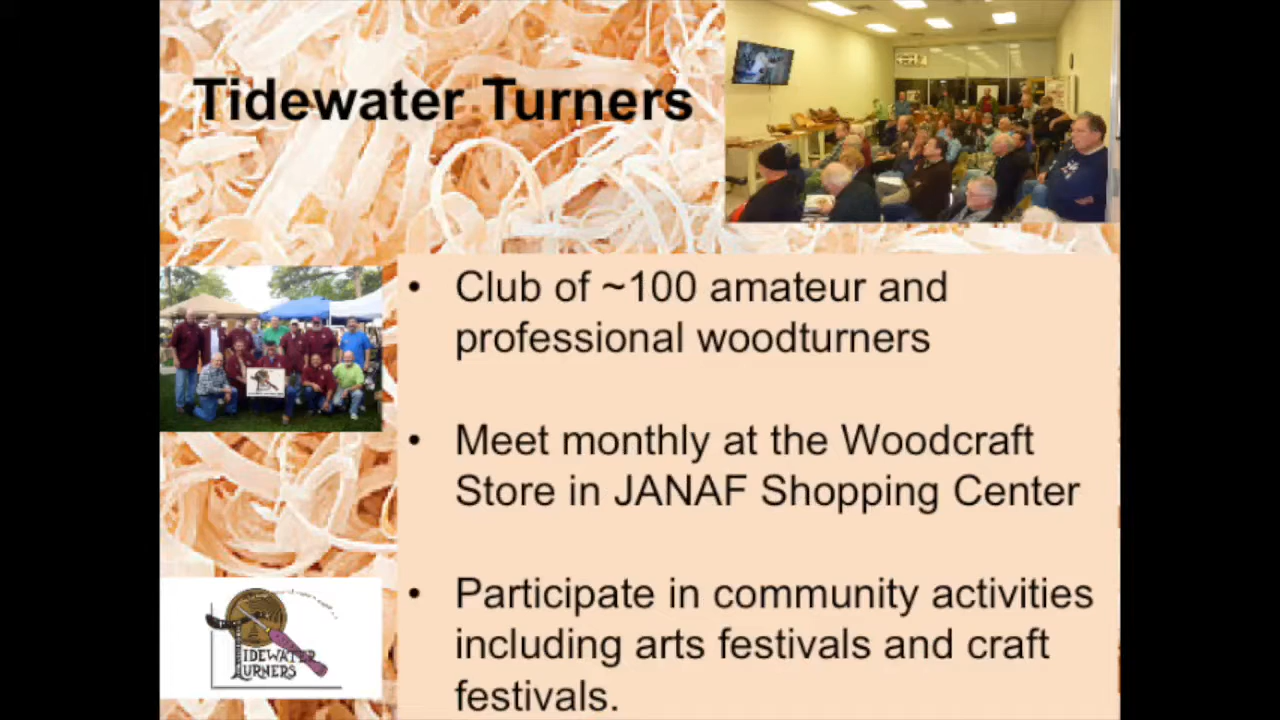 Tidewater Turners
• Club of ~100 amateur and
professional woodturners
• Meet monthly at the Woodcraft
Store in JANAF Shopping Center
• Participate in community activities
including arts festivals and craft
festivals.
TIDEWATER
TURNERS